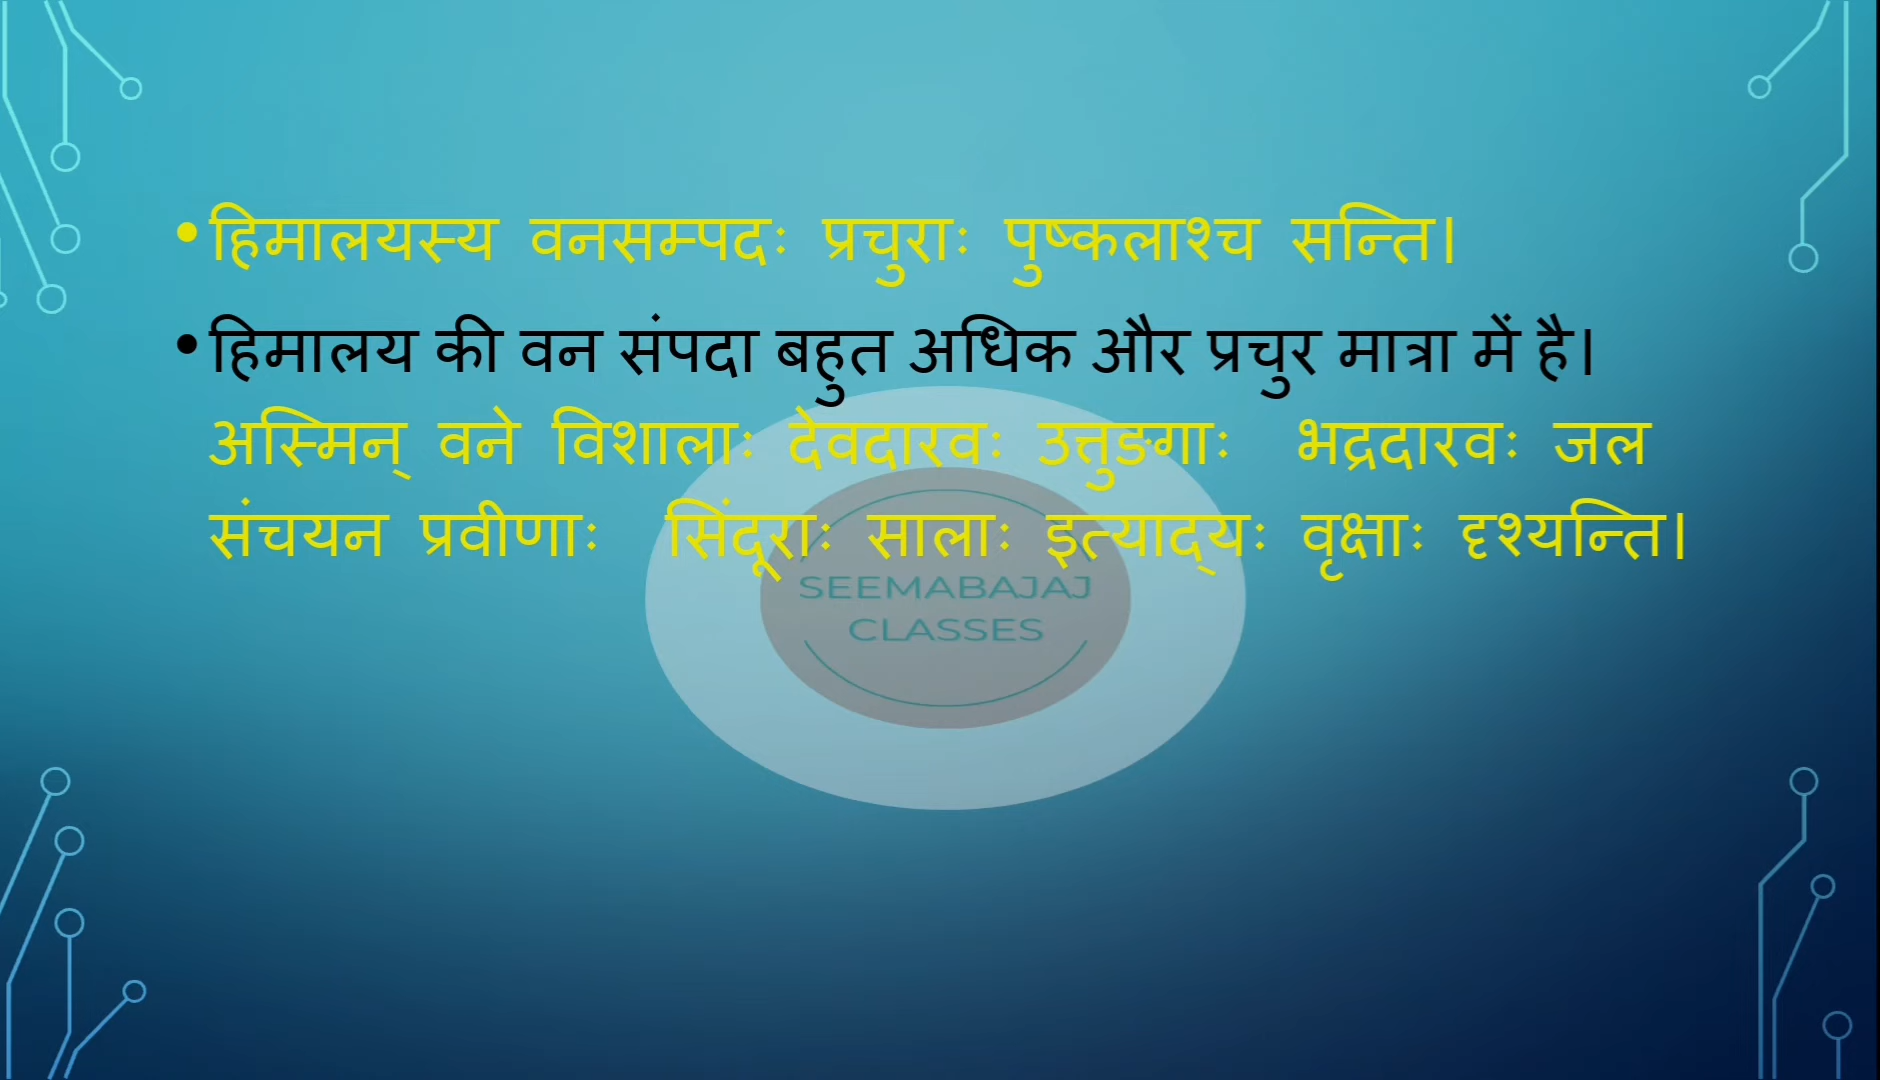 • हिमालयस्य वनसम्पदः प्रचुराः पुष्कलाश्च सन्ति।
• हिमालय की वन संपदा बहुत अधिक और प्रचुर मात्रा में है।
अस्मिन् वने विशालाः देवदारवः उत्तुङगाः भद्रदारवः जल
संचयन प्रवीणाः सिंदूराः सालाः इत्याद्यः वृक्षाः दृश्यन्ति।
SEEMABAJAJ
CLASSES